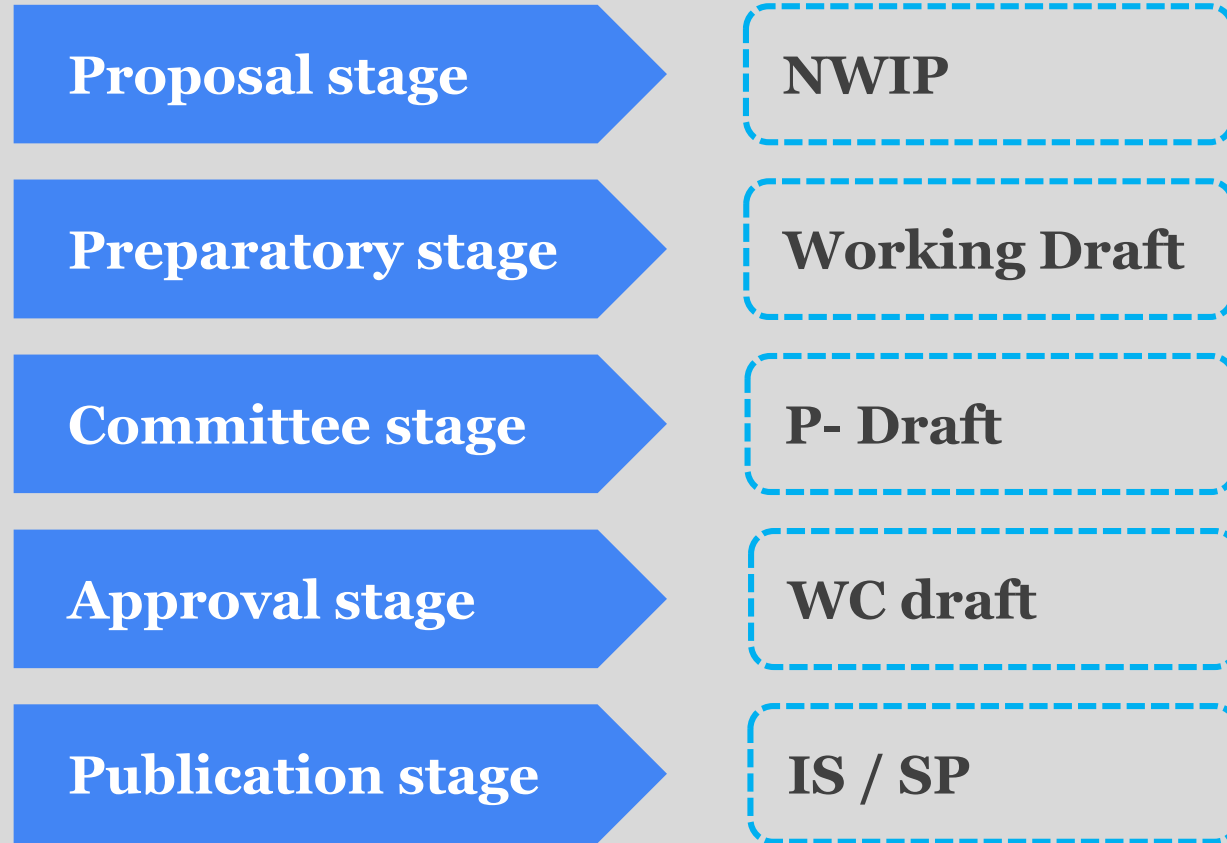 Proposal stage
NWIP
Preparatory stage
Working Draft
Committee stage
P- Draft
Approval stage
WC draft
Publication stage
IS / SP